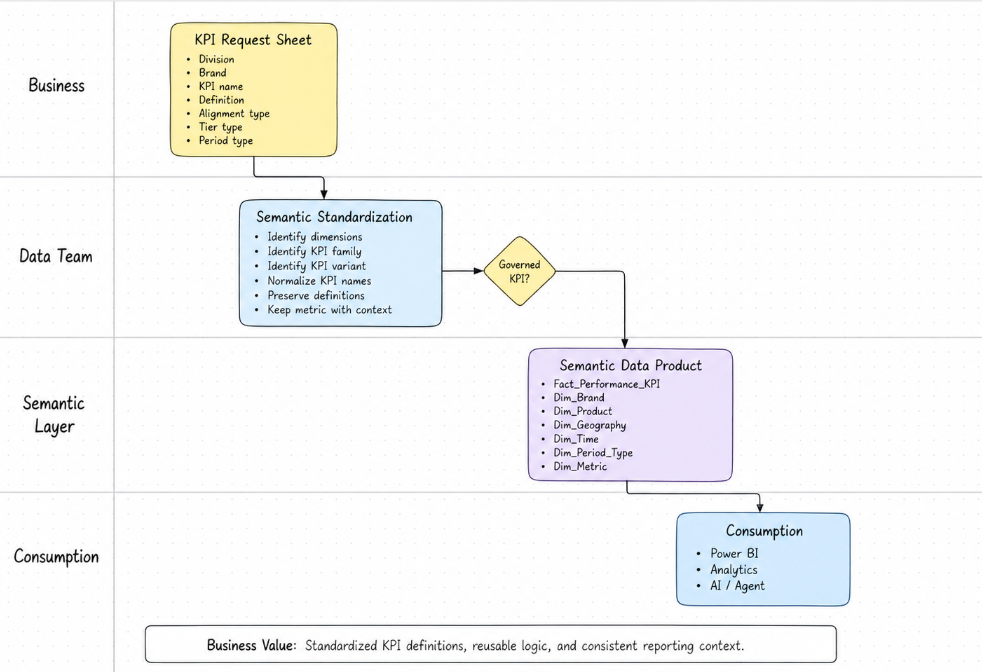 Business
KPI Request Sheet
• Division
• Brand
• KPI name
• Definition
• Alignment type
• Tier type
• Period type
Data Team
Semantic Standardization
• Identify dimensions
• Identify KPI family
• Identify KPI variant
• Normalize KPI names
• Preserve definitions
• Keep metric with context
Governed
KPI?
Semantic
Layer
Semantic Data Product
• Fact_Performance_KPI
• Dim_Brand
• Dim_Product
• Dim_Geography
• Dim_Time
• Dim_Period_Type
• Dim_Metric
Consumption
Consumption
• Power BI
• Analytics
• AI / Agent
Business Value: Standardized KPI definitions, reusable logic, and consistent reporting context.